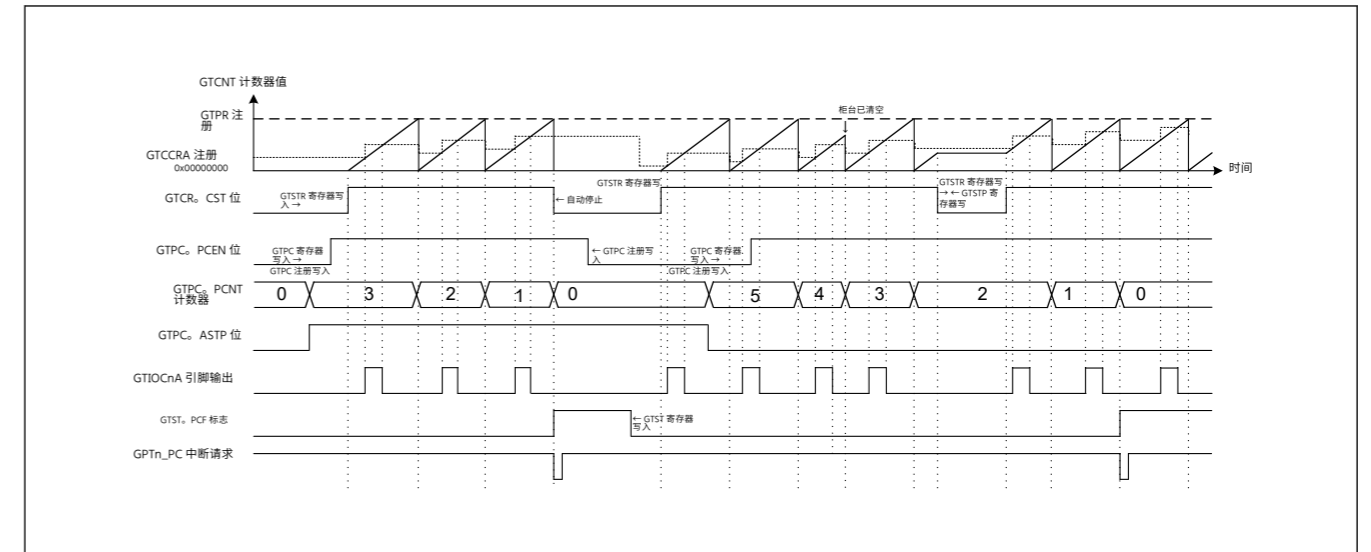 GTCNT 计数器值
GTPR 注
册
柜台已清空
GTCCRA 注册
0x00000000
时间
GTCR。CST 位
GTSTR 寄存器写
入 →
← 自动停止
GTSTR 寄存器写
GTSTR 寄存器写
→ ← GTSTP 寄
存器写
GTPC。PCEN 位
GTPC 寄存器
写入 →
← GTPC 注册写
入
GTPC 寄存器
写入 →
GTPC 注册写入
GTPC 注册写入
GTPC。PCNT
计数器
0 3 2 1 0 5 4 3 2 1 0
GTPC。ASTP 位
GTIOCnA 引脚输出
GTST。PCF 标志
← GTST 寄存器
写入
GPTn_PC 中断请求